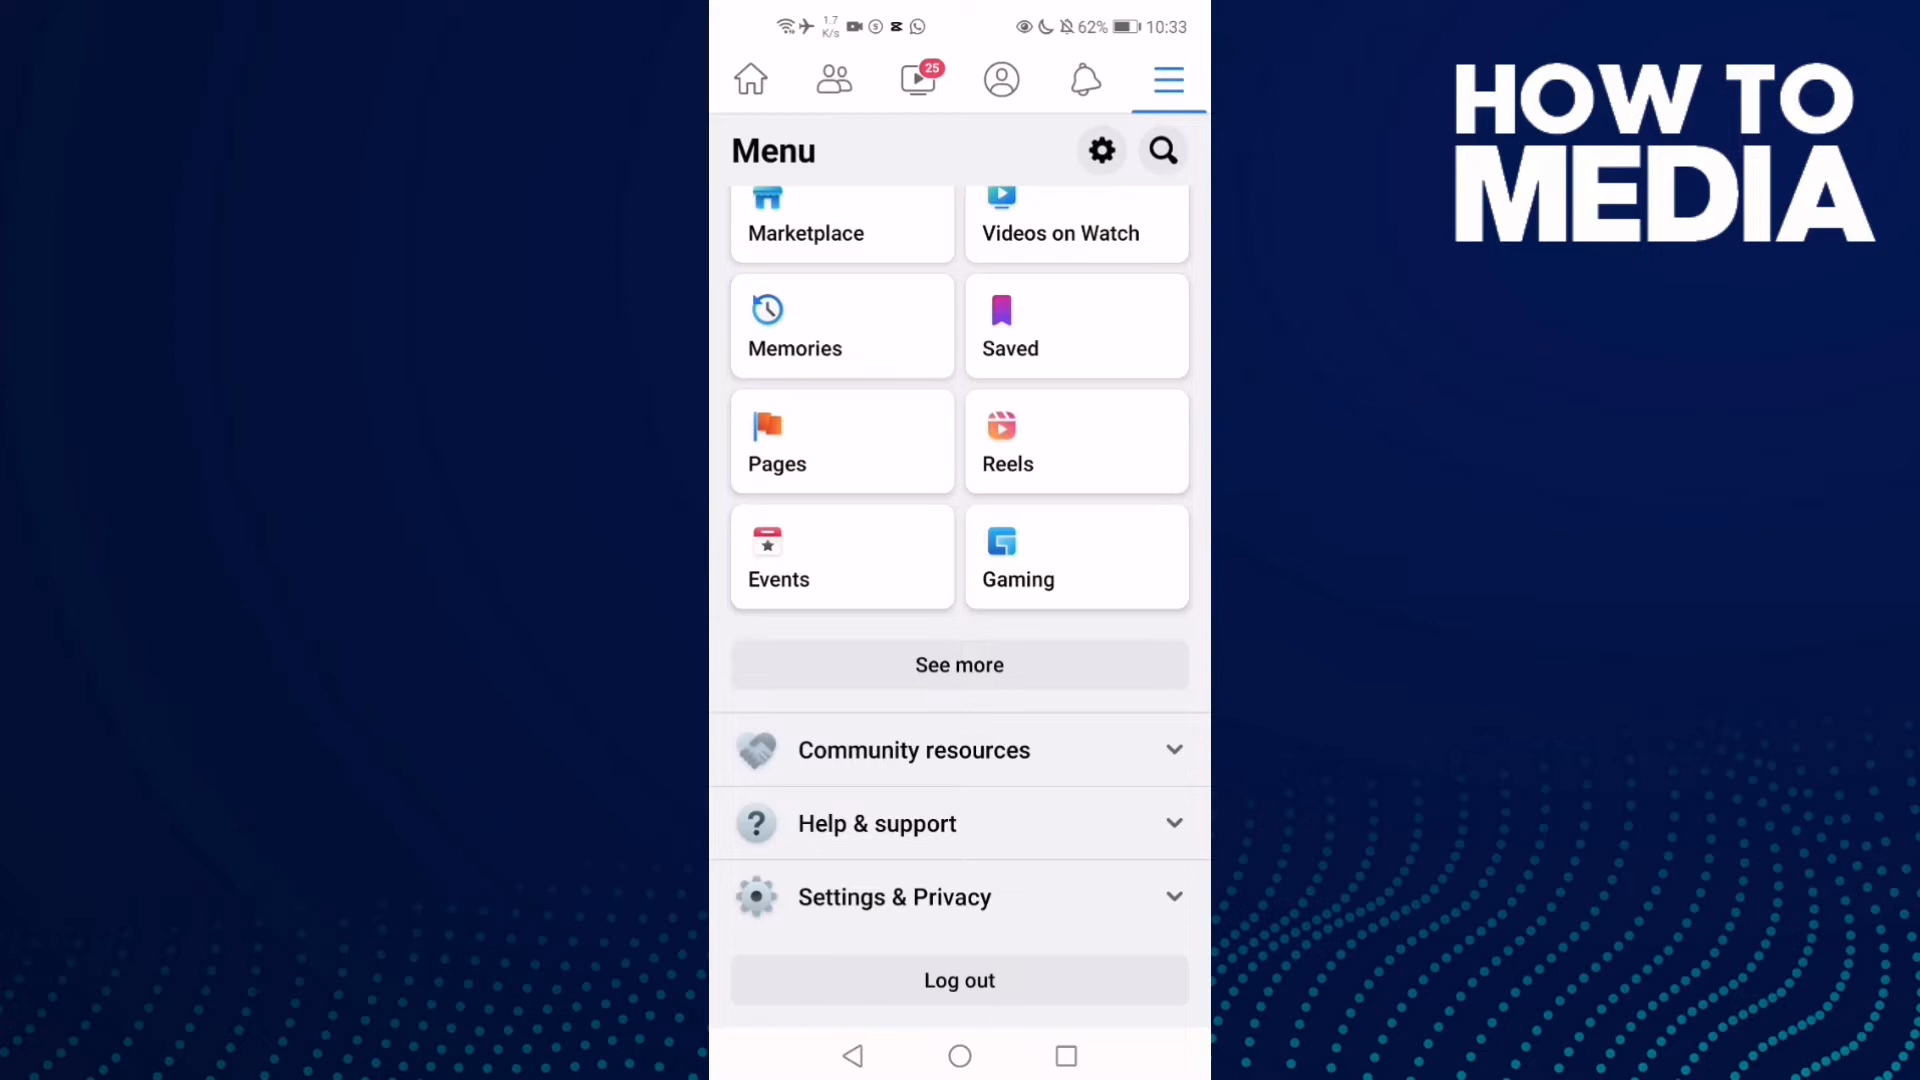 1.7
K/s
62%
10:33
HOW TO
MEDIA
25
Menu
Marketplace
Videos on Watch
Memories
Saved
Pages
Reels
Events
Gaming
See more
Community resources
Help & support
Settings & Privacy
Log out